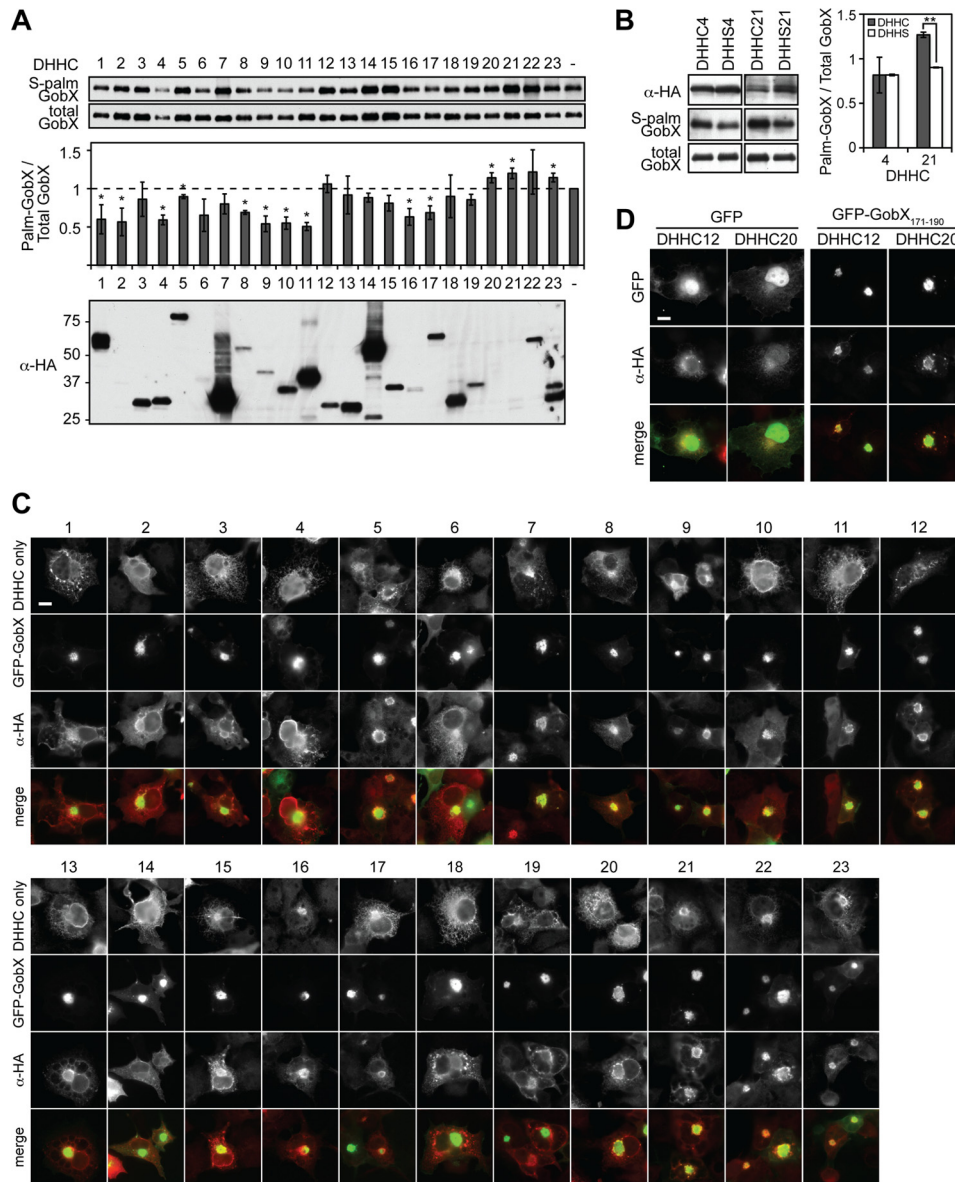 A
DHHC
1 2 3 4 5 6 7 8 9 10 11 12 13 14 15 16 17 18 19 20 21 22 23 -
S-palm
GobX
total
GobX
Palm-GobX /
Total GobX
1.5
1
0.5
0
* * * * * * * * * * * * * *
1 2 3 4 5 6 7 8 9 10 11 12 13 14 15 16 17 18 19 20 21 22 23 -
α-HA
75
50
37
25
B
DHHC4
DHHS4
DHHC21
DHHS21
α-HA
S-palm
GobX
total
GobX
Palm-GobX / Total GobX
1.5
1
0.5
0
DHHC
DHHS
**
4 21
DHHC
D
GFP
GFP-GobX171-190
DHHC12 DHHC20 DHHC12 DHHC20
GFP
α-HA
merge
C
1 2 3 4 5 6 7 8 9 10 11 12
DHHC only
GFP-GobX
α-HA
merge
13 14 15 16 17 18 19 20 21 22 23
DHHC only
GFP-GobX
α-HA
merge